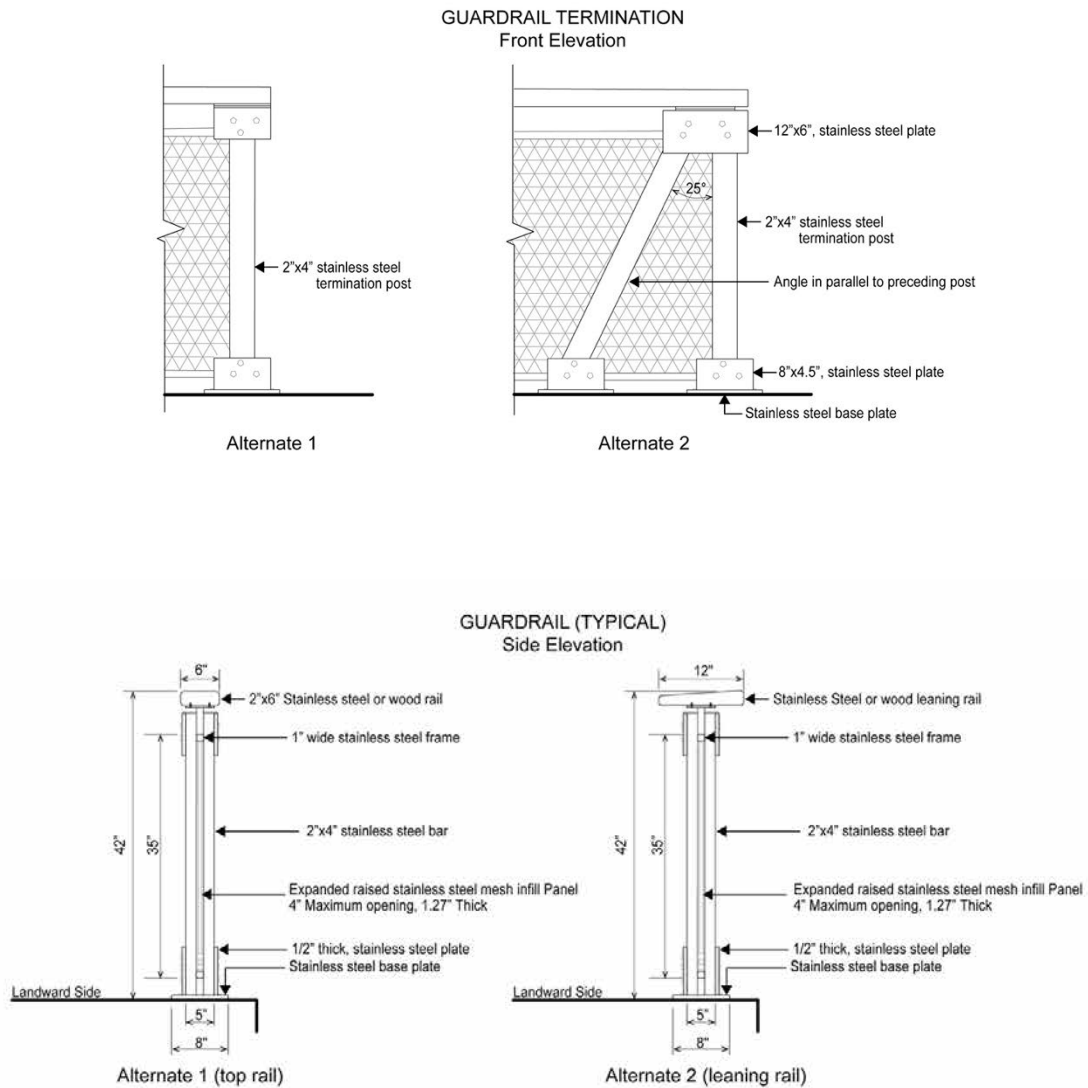 GUARDRAIL TERMINATION
Front Elevation
2”x4” stainless steel
termination post
Alternate 1
12”x6”, stainless steel plate
25°
2”x4” stainless steel
termination post
Angle in parallel to preceding post
8”x4.5”, stainless steel plate
Stainless steel base plate
Alternate 2
GUARDRAIL (TYPICAL)
Side Elevation
6"
2”x6” Stainless steel or wood rail
1” wide stainless steel frame
42"
35"
2”x4” stainless steel bar
Expanded raised stainless steel mesh infill Panel
4” Maximum opening, 1.27” Thick
1/2” thick, stainless steel plate
Stainless steel base plate
Landward Side
5"
8"
Alternate 1 (top rail)
12"
Stainless Steel or wood leaning rail
1” wide stainless steel frame
42"
35"
2”x4” stainless steel bar
Expanded raised stainless steel mesh infill Panel
4” Maximum opening, 1.27” Thick
1/2” thick, stainless steel plate
Stainless steel base plate
Landward Side
5"
8"
Alternate 2 (leaning rail)